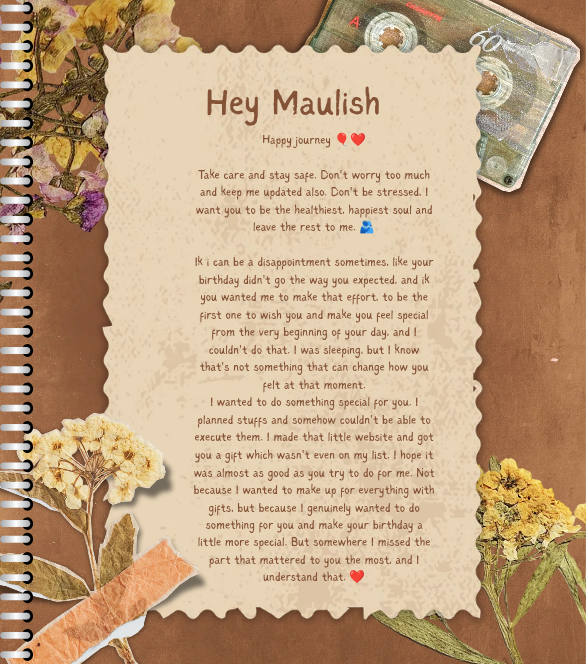 A
60
Hey Maulish
Happy journey 🎈❤️
Take care and stay safe. Don't worry too much
and keep me updated also. Don't be stressed. I
want you to be the healthiest, happiest soul and
leave the rest to me. 🫂
Ik i can be a disappointment sometimes, like your
birthday didn't go the way you expected, and ik
you wanted me to make that effort, to be the
first one to wish you and make you feel special
from the very beginning of your day, and I
couldn't do that. I was sleeping, but I know
that's not something that can change how you
felt at that moment.
I wanted to do something special for you. I
planned stuffs and somehow couldn't be able to
execute them. I made that little website and got
you a gift which wasn't even on my list. I hope it
was almost as good as you try to do for me. Not
because I wanted to make up for everything with
gifts, but because I genuinely wanted to do
something for you and make your birthday a
little more special. But somewhere I missed the
part that mattered to you the most, and I
understand that. ❤️